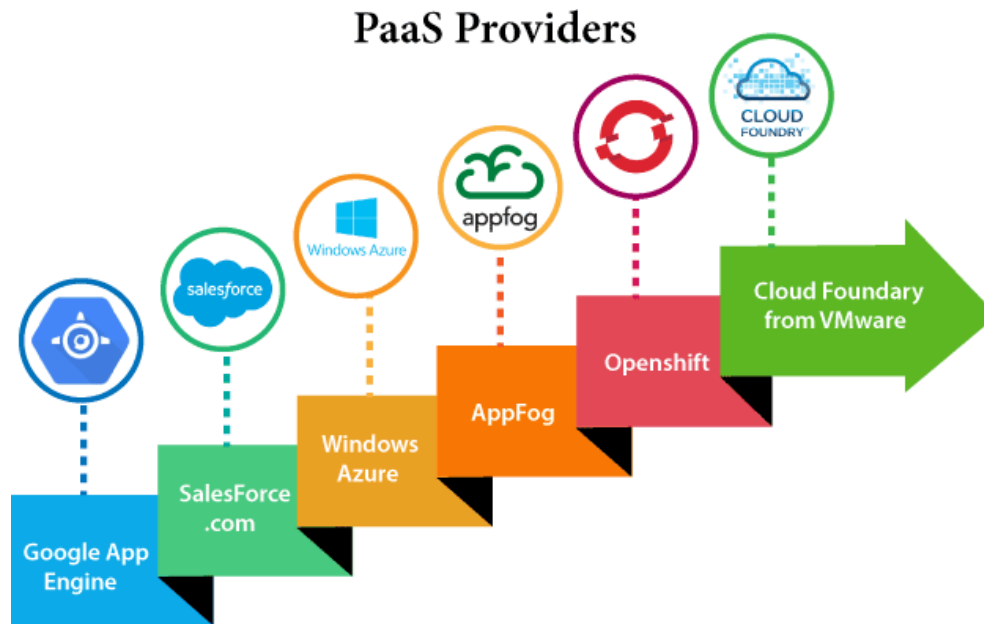 PaaS Providers
CLOUD
FOUNDRY
appfog
Windows Azure
salesforce
Cloud Foundary
from VMware
Openshift
AppFog
Windows
Azure
SalesForce
.com
Google App
Engine